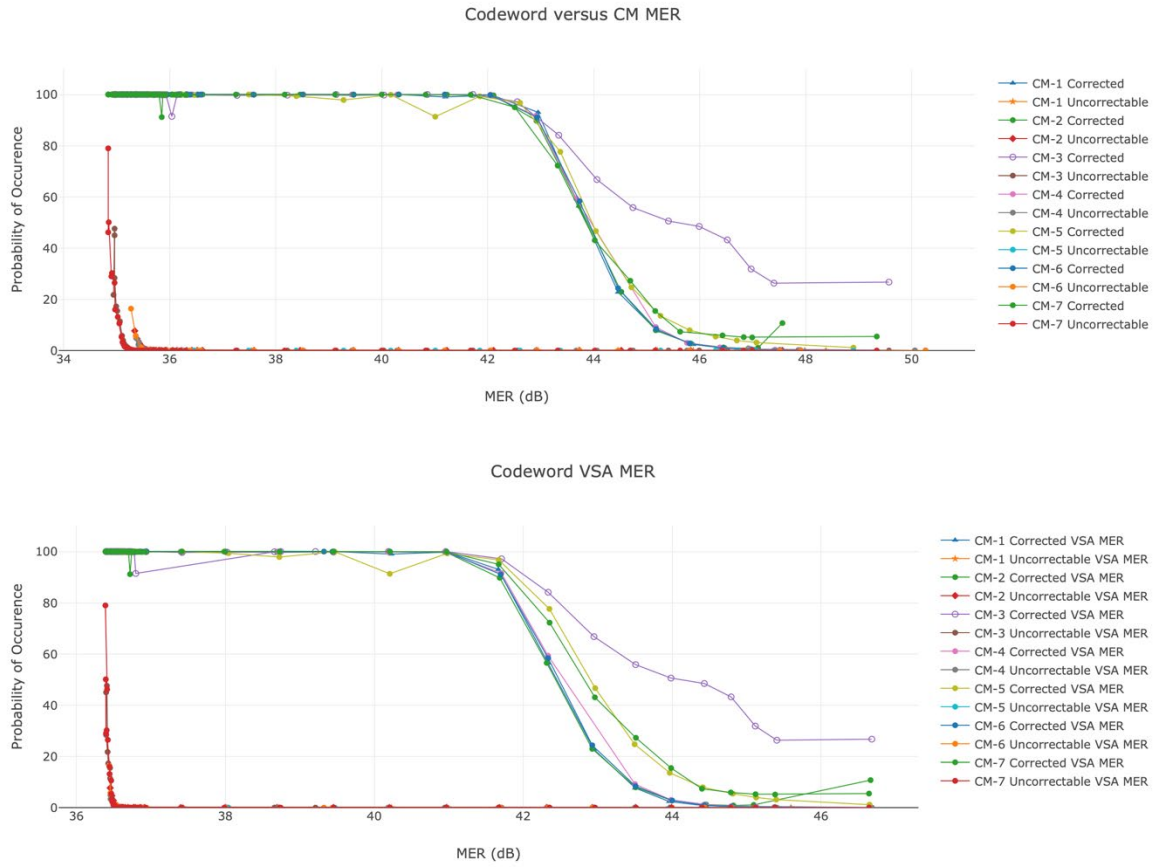 Codeword versus CM MER
Probability of Occurence
100
80
60
40
20
0
34
36
38
40
42
44
46
48
50
MER (dB)
CM-1 Corrected
CM-1 Uncorrectable
CM-2 Corrected
CM-2 Uncorrectable
CM-3 Corrected
CM-3 Uncorrectable
CM-4 Corrected
CM-4 Uncorrectable
CM-5 Corrected
CM-5 Uncorrectable
CM-6 Corrected
CM-6 Uncorrectable
CM-7 Corrected
CM-7 Uncorrectable
Codeword VSA MER
Probability of Occurence
100
80
60
40
20
0
36
38
40
42
44
46
MER (dB)
CM-1 Corrected VSA MER
CM-1 Uncorrectable VSA MER
CM-2 Corrected VSA MER
CM-2 Uncorrectable VSA MER
CM-3 Corrected VSA MER
CM-3 Uncorrectable VSA MER
CM-4 Corrected VSA MER
CM-4 Uncorrectable VSA MER
CM-5 Corrected VSA MER
CM-5 Uncorrectable VSA MER
CM-6 Corrected VSA MER
CM-6 Uncorrectable VSA MER
CM-7 Corrected VSA MER
CM-7 Uncorrectable VSA MER